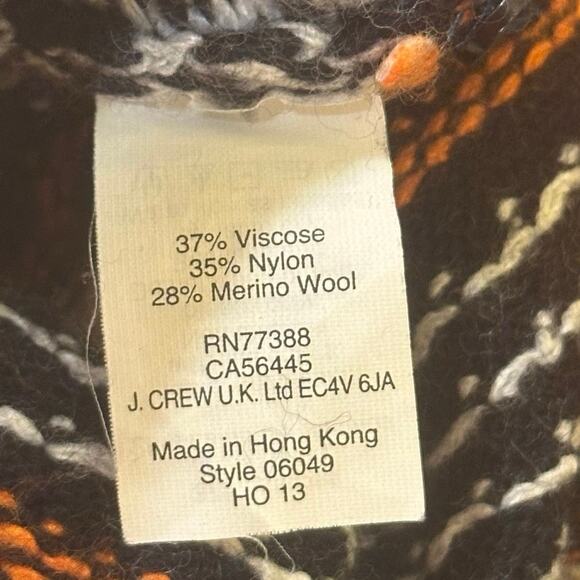 37% Viscose
35% Nylon
28% Merino Wool
RN77388
CA56445
J. CREW U.K. Ltd EC4V 6JA
Made in Hong Kong
Style 06049
HO 13